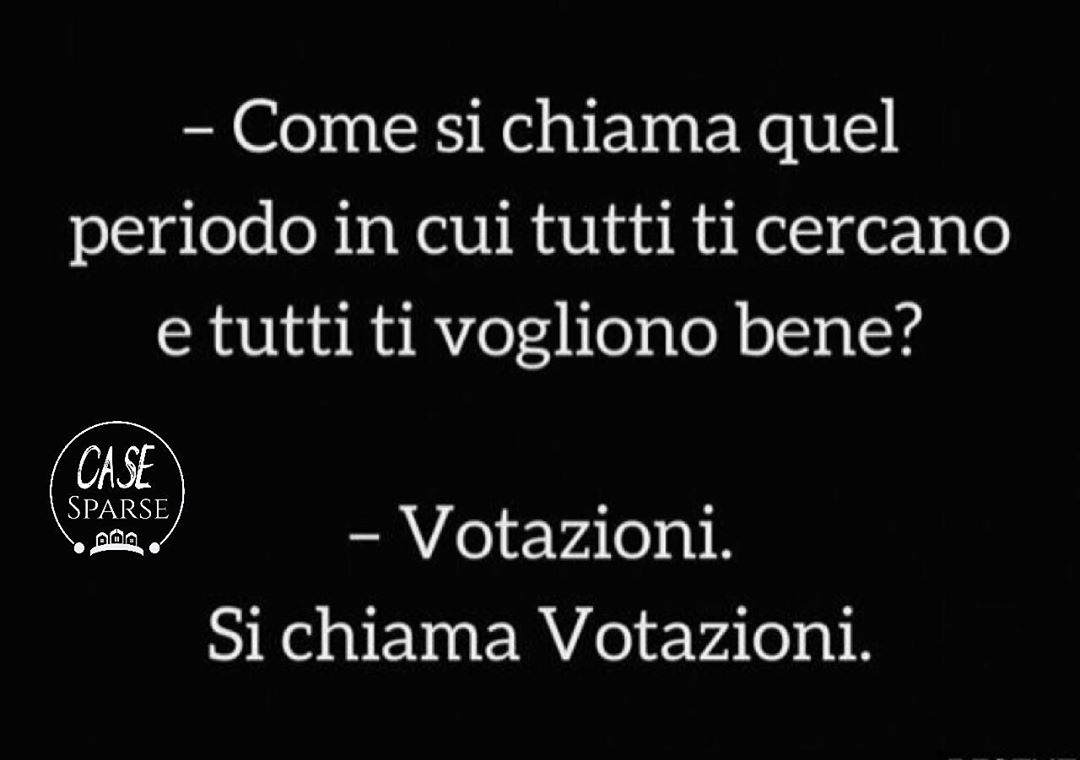 – Come si chiama quel
periodo in cui tutti ti cercano
e tutti ti vogliono bene?
CASE
SPARSE
– Votazioni.
Si chiama Votazioni.